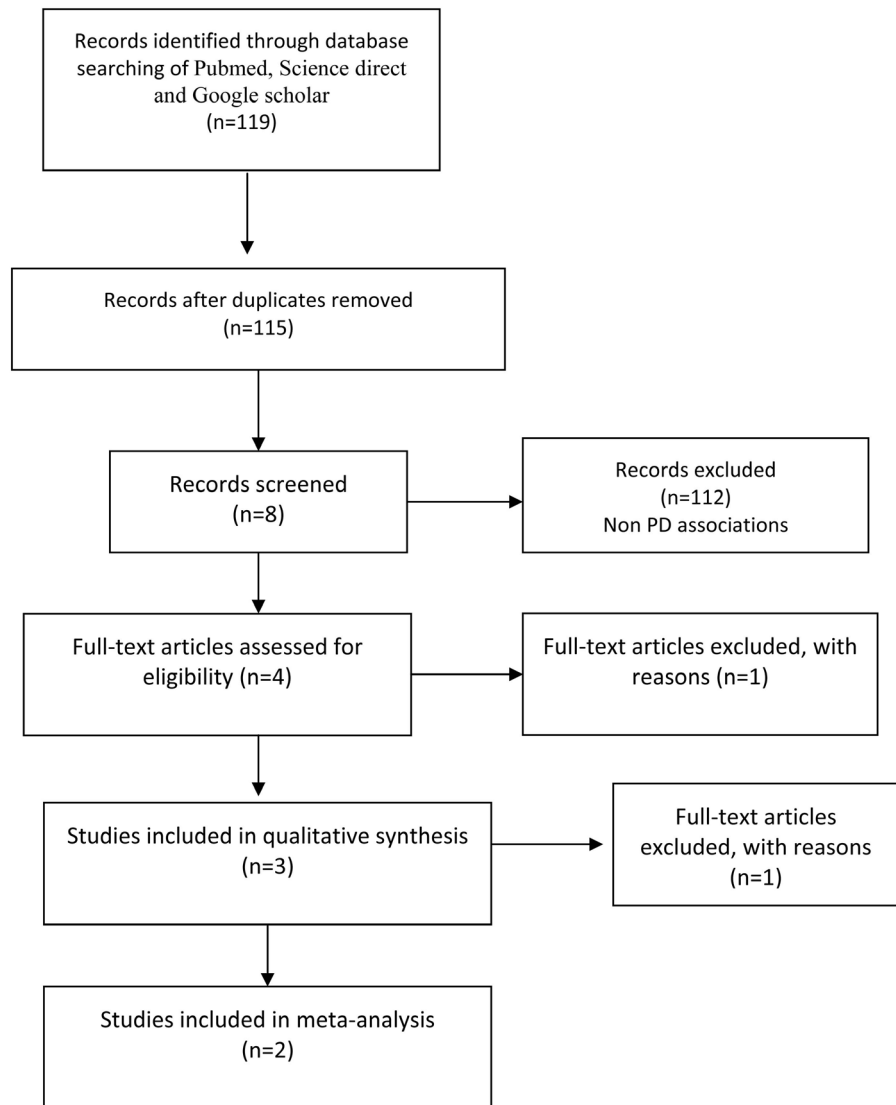 Records identified through database
searching of Pubmed, Science direct
and Google scholar
(n=119)
Records after duplicates removed
(n=115)
Records screened
(n=8)
Records excluded
(n=112)
Non PD associations
Full-text articles assessed for
eligibility (n=4)
Full-text articles excluded, with
reasons (n=1)
Studies included in qualitative synthesis
(n=3)
Full-text articles
excluded, with reasons
(n=1)
Studies included in meta-analysis
(n=2)